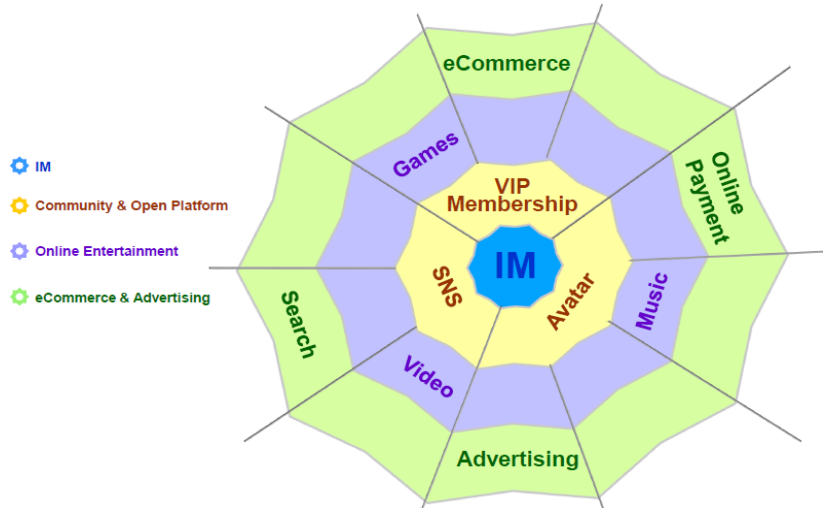 IM
Community & Open Platform
Online Entertainment
eCommerce & Advertising
eCommerce
Games
Online
Payment
VIP
Membership
IM
SNS
Avatar
Music
Search
Video
Advertising